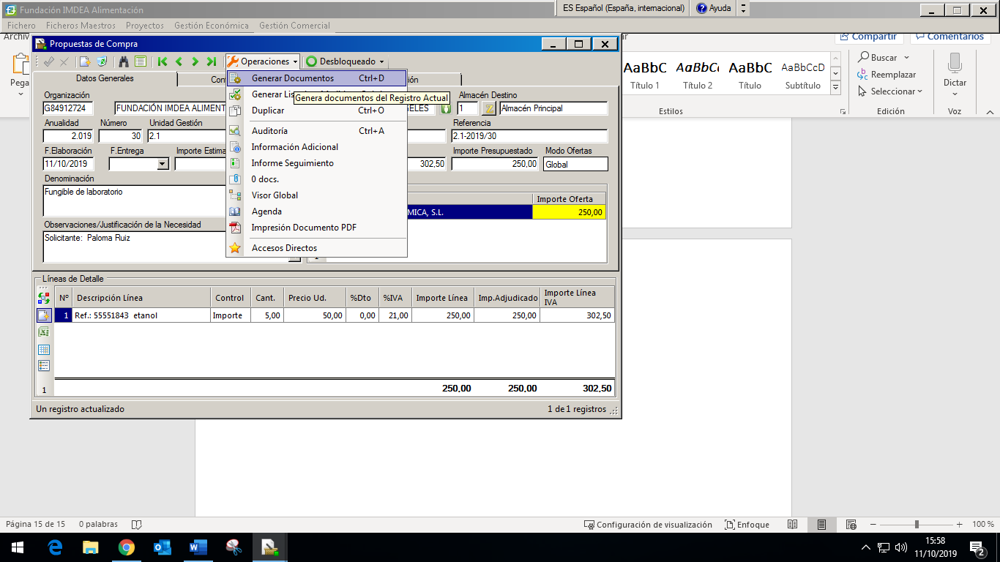 Fundación IMDEA Alimentación
ES Español (España, internacional)
Ayuda
Fichero Ficheros Maestros Proyectos Gestión Económica Gestión Comercial
Compartir
Comentarios
Propuestas de Compra
Operaciones
Desbloqueado
Datos Generales
Generar Documentos Ctrl+D
Genera documentos del Registro Actual
Duplicar Ctrl+O
Auditoría Ctrl+A
Información Adicional
Informe Seguimiento
0 docs.
Visor Global
Agenda
Impresión Documento PDF
Accesos Directos
Organización
G84912724
FUNDACIÓN IMDEA ALIMENT
Almacén Destino
1
Almacén Principal
Anualidad Número Unidad Gestión
2.019 30 2.1
Referencia
2.1-2019/30
F.Elaboración F.Entrega
Importe Presupuestado Modo Ofertas
11/10/2019
302,50 250,00 Global
Denominación
Fungible de laboratorio
Importe Oferta
MICA, S.L. 250,00
Observaciones/Justificación de la Necesidad
Solicitante: Paloma Ruiz
Líneas de Detalle
Nº Descripción Línea Control Cant. Precio Ud. %Dto %IVA Importe Línea Imp.Adjudicado Importe Línea IVA
1 Ref.: 55551843 etanol Importe 5,00 50,00 0,00 21,00 250,00 250,00 302,50
1 250,00 250,00 302,50
Un registro actualizado
1 de 1 registros
AaBbC AaBbCc AaBbC AaBbCcD
Título 1 Título 2 Título Subtítulo
Estilos
Buscar
Reemplazar
Seleccionar
Edición
Dictar
Voz
Página 15 de 15
0 palabras
Configuración de visualización
Enfoque
100 %
15:58
11/10/2019
2